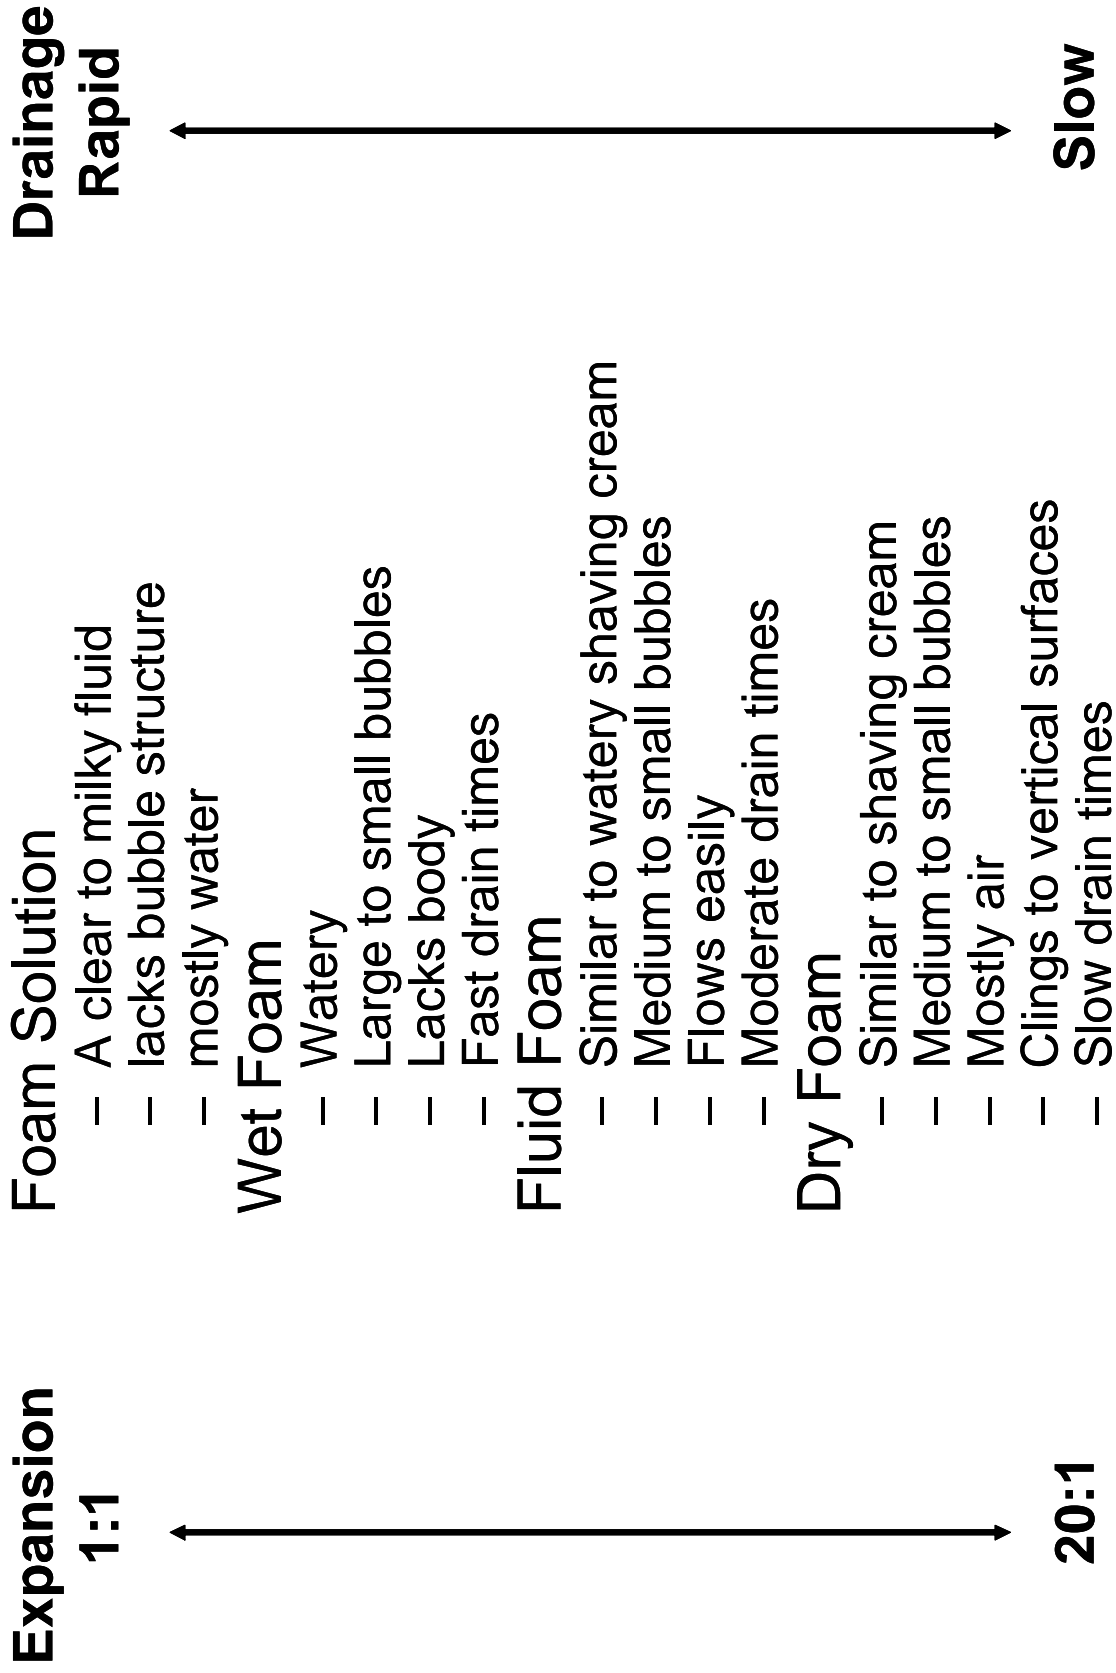 Expansion
1:1
20:1
Foam Solution
– A clear to milky fluid
– lacks bubble structure
– mostly water
Wet Foam
– Watery
– Large to small bubbles
– Lacks body
– Fast drain times
Fluid Foam
– Similar to watery shaving cream
– Medium to small bubbles
– Flows easily
– Moderate drain times
Dry Foam
– Similar to shaving cream
– Medium to small bubbles
– Mostly air
– Clings to vertical surfaces
– Slow drain times
Drainage
Rapid
Slow